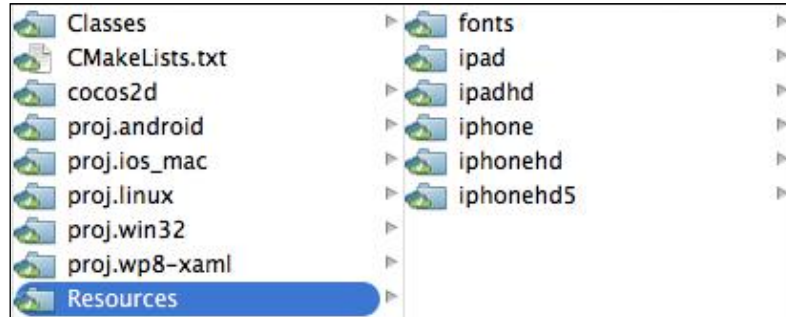 Classes
CMakeLists.txt
cocos2d
proj.android
proj.ios_mac
proj.linux
proj.win32
proj.wp8-xaml
Resources
fonts
ipad
ipadhd
iphone
iphonehd
iphonehd5